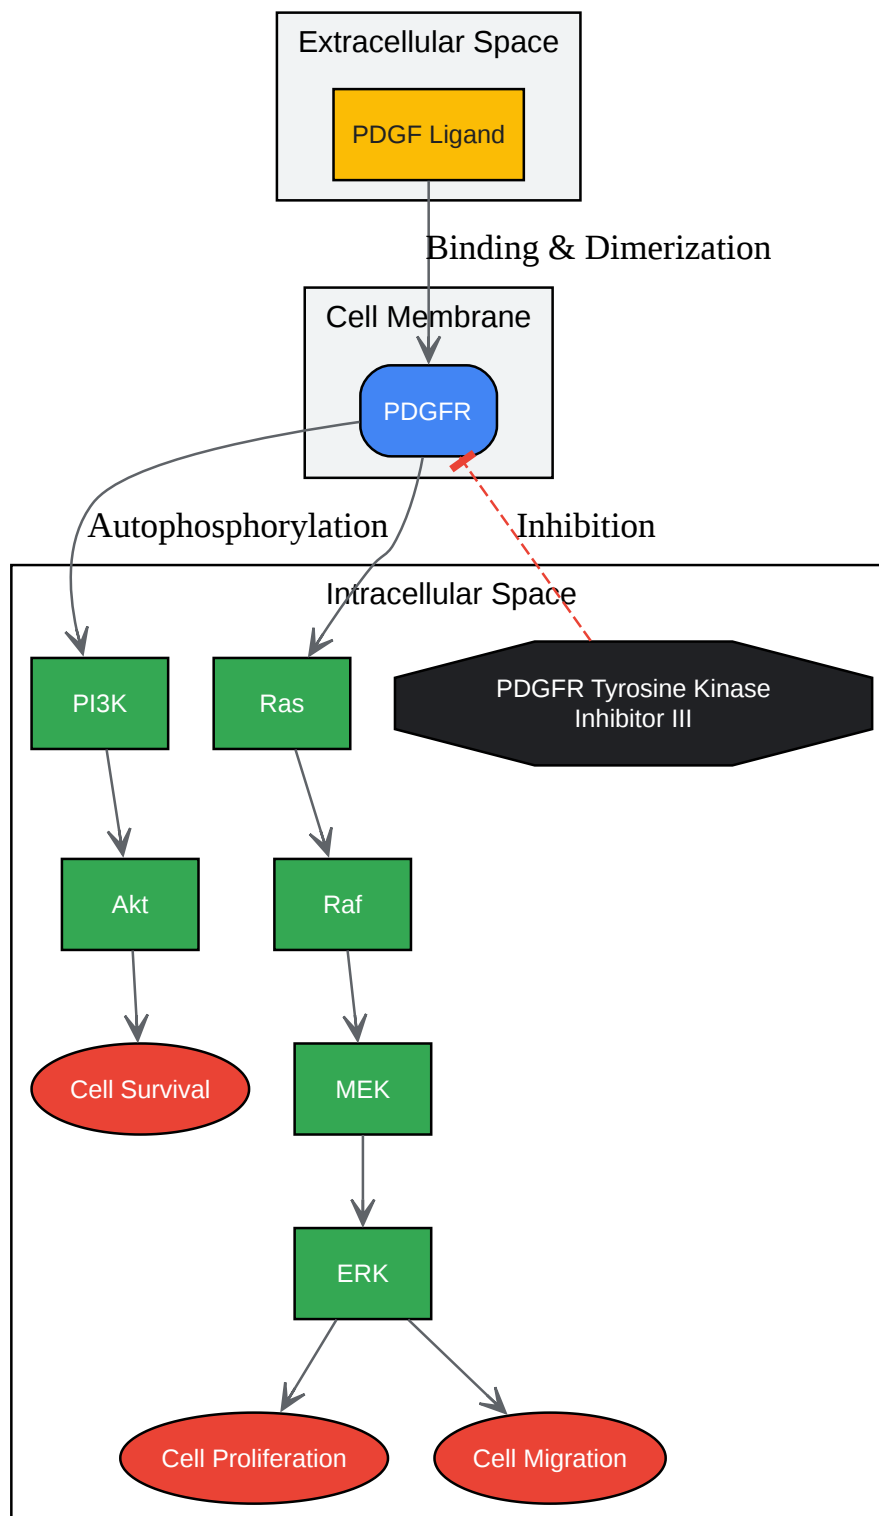 Extracellular Space
PDGF Ligand
Binding & Dimerization
Cell Membrane
PDGFR
Autophosphorylation
Inhibition
Intracellular Space
PI3K
Ras
PDGFR Tyrosine Kinase
Inhibitor III
Akt
Raf
Cell Survival
MEK
ERK
Cell Proliferation
Cell Migration